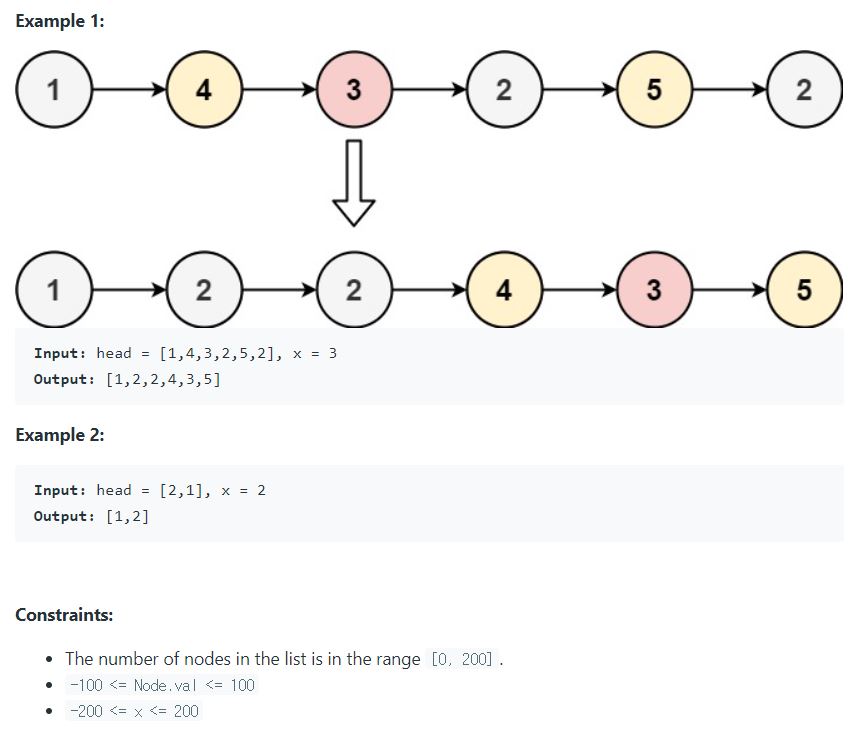 Example 1:
1 4 3 2 5 2
1 2 2 4 3 5
Input: head = [1,4,3,2,5,2], x = 3
Output: [1,2,2,4,3,5]
Example 2:
Input: head = [2,1], x = 2
Output: [1,2]
Constraints:
• The number of nodes in the list is in the range [0, 200] .
• -100 <= Node.val <= 100
• -200 <= x <= 200